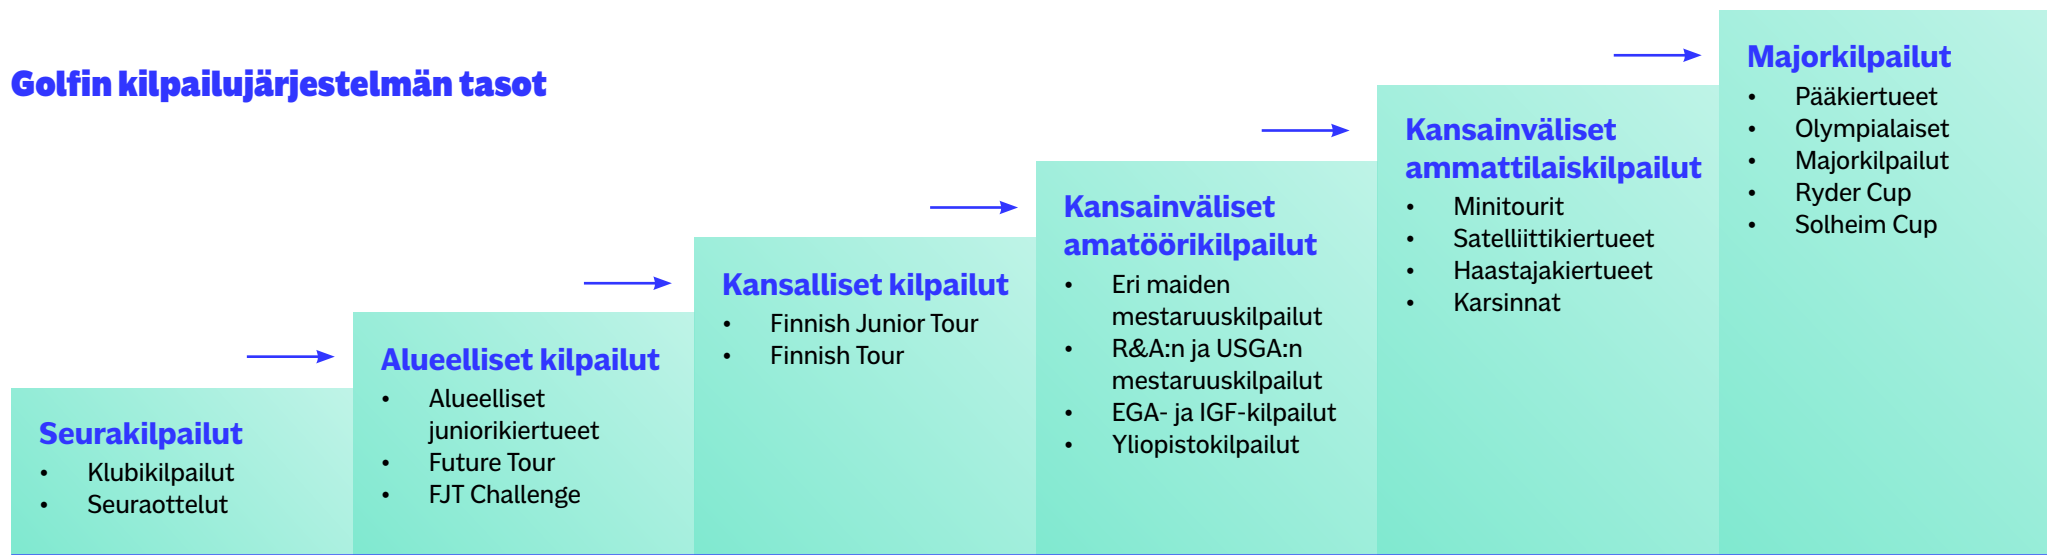 Golfin kilpailujärjestelmän tasot
Seurakilpailut
• Klubikilpailut
• Seuraottelut
Alueelliset kilpailut
• Alueelliset
juniorikiertueet
• Future Tour
• FJT Challenge
Kansalliset kilpailut
• Finnish Junior Tour
• Finnish Tour
Kansainväliset
amatöörikilpailut
• Eri maiden
mestaruuskilpailut
• R&A:n ja USGA:n
mestaruuskilpailut
• EGA- ja IGF-kilpailut
• Yliopistokilpailut
Kansainväliset
ammattilaiskilpailut
• Minitourit
• Satelliittikiertueet
• Haastajakiertueet
• Karsinnat
Majorkilpailut
• Pääkiertueet
• Olympialaiset
• Majorkilpailut
• Ryder Cup
• Solheim Cup